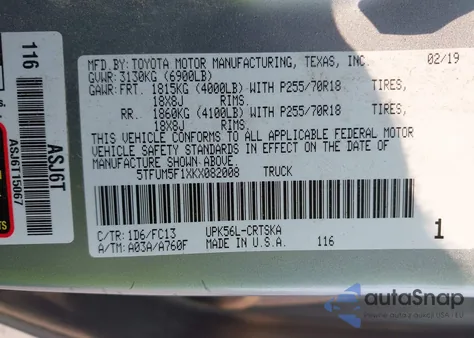 116
ASJ6T15067
ASJ6T
MFD.BY: TOYOTA MOTOR MANUFACTURING, TEXAS, INC. 02/19
GVWR: 3130KG (6900LB)
GAWR: FRT. 1815KG (4000LB) WITH P255/70R18 TIRES,
18X8J RIMS.
RR. 1860KG (4100LB) WITH P255/70R18 TIRES,
18X8J RIMS.
THIS VEHICLE CONFORMS TO ALL APPLICABLE FEDERAL MOTOR
VEHICLE SAFETY STANDARDS IN EFFECT ON THE DATE
OF MANUFACTURE SHOWN ABOVE.
5TFUM5F1XKX082008 TRUCK
C/TR: 1D6/FC13 UPK56L-CRTSKA
A/TM: A03A/A760F MADE IN U.S.A. 116 1
autaSnap